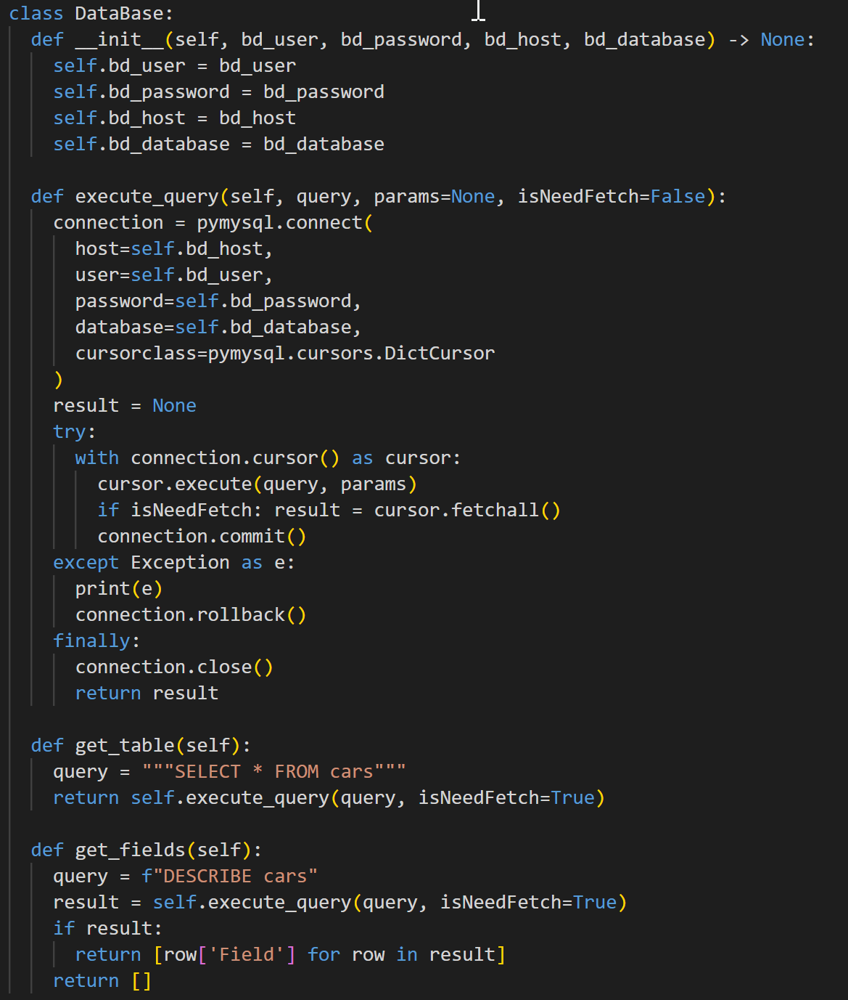 class DataBase:
  def __init__(self, bd_user, bd_password, bd_host, bd_database) -> None:
    self.bd_user = bd_user
    self.bd_password = bd_password
    self.bd_host = bd_host
    self.bd_database = bd_database

  def execute_query(self, query, params=None, isNeedFetch=False):
    connection = pymysql.connect(
      host=self.bd_host,
      user=self.bd_user,
      password=self.bd_password,
      database=self.bd_database,
      cursorclass=pymysql.cursors.DictCursor
    )
    result = None
    try:
      with connection.cursor() as cursor:
        cursor.execute(query, params)
        if isNeedFetch: result = cursor.fetchall()
        connection.commit()
    except Exception as e:
      print(e)
      connection.rollback()
    finally:
      connection.close()
      return result

  def get_table(self):
    query = """SELECT * FROM cars"""
    return self.execute_query(query, isNeedFetch=True)

  def get_fields(self):
    query = f"DESCRIBE cars"
    result = self.execute_query(query, isNeedFetch=True)
    if result:
      return [row['Field'] for row in result]
    return []